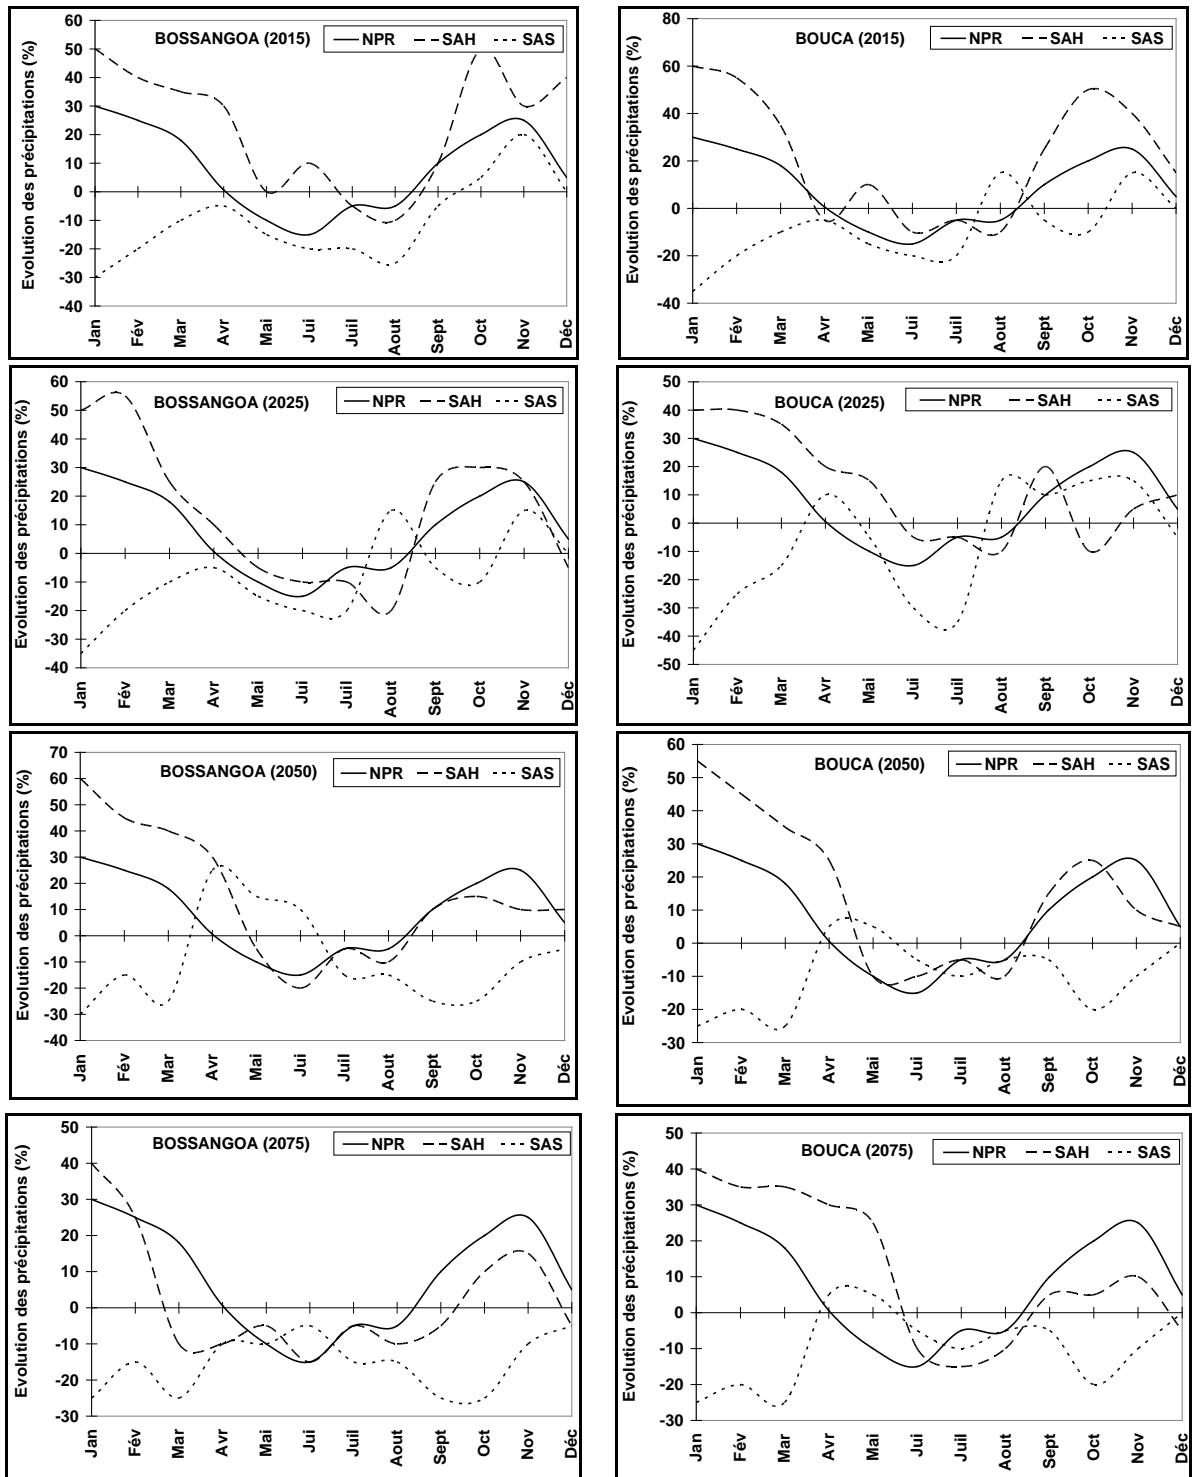 BOSSANGOA (2015)
NPR SAH SAS
Evolution des précipitations (%)
60
50
40
30
20
10
0
-10
-20
-30
-40
Jan Fév Mar Avr Mai Jui Juil Aout Sept Oct Nov Déc
BOUCA (2015)
NPR SAH SAS
Evolution des précipitations (%)
80
60
40
20
0
-20
-40
Jan Fév Mar Avr Mai Jui Juil Aout Sept Oct Nov Déc
BOSSANGOA (2025)
NPR SAH SAS
Evolution des précipitations (%)
60
50
40
30
20
10
0
-10
-20
-30
-40
Jan Fév Mar Avr Mai Jui Juil Aout Sept Oct Nov Déc
BOUCA (2025)
NPR SAH SAS
Evolution des précipitations (%)
50
40
30
20
10
0
-10
-20
-30
-40
-50
Jan Fév Mar Avr Mai Jui Juil Aout Sept Oct Nov Déc
BOSSANGOA (2050)
NPR SAH SAS
Evolution des précipitations (%)
70
60
50
40
30
20
10
0
-10
-20
-30
-40
Jan Fév Mar Avr Mai Jui Juil Aout Sept Oct Nov Déc
BOUCA (2050)
NPR SAH SAS
Evolution des précipitations (%)
60
50
40
30
20
10
0
-10
-20
-30
Jan Fév Mar Avr Mai Jui Juil Aout Sept Oct Nov Déc
BOSSANGOA (2075)
NPR SAH SAS
Evolution des précipitations (%)
50
40
30
20
10
0
-10
-20
-30
Jan Fév Mar Avr Mai Jui Juil Aout Sept Oct Nov Déc
BOUCA (2075)
NPR SAH SAS
Evolution des précipitations (%)
50
40
30
20
10
0
-10
-20
-30
Jan Fév Mar Avr Mai Jui Juil Aout Sept Oct Nov Déc